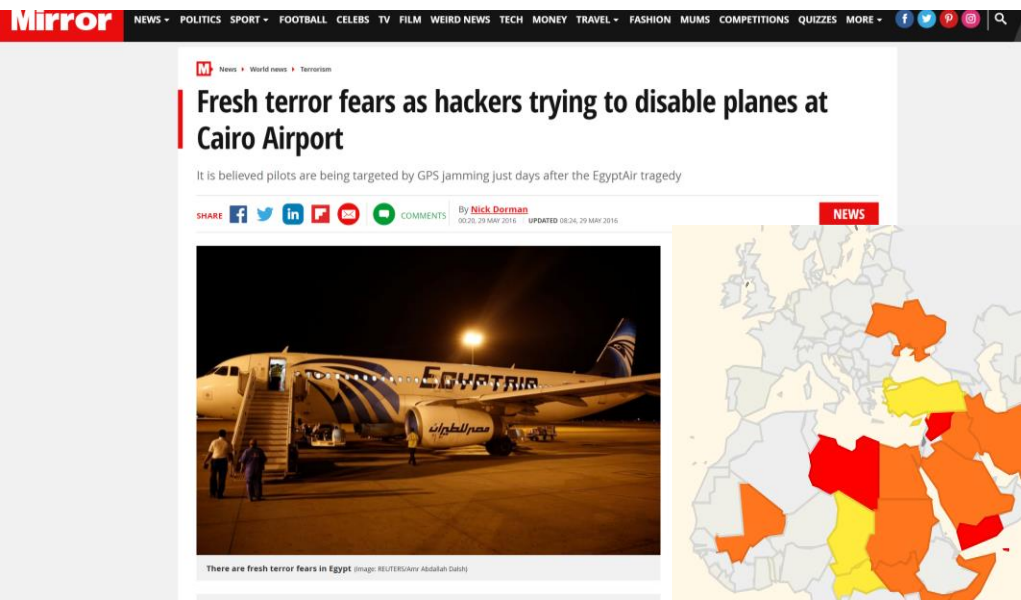 Mirror
NEWS POLITICS SPORT FOOTBALL CELEBS TV FILM WEIRD NEWS TECH MONEY TRAVEL FASHION MUMS COMPETITIONS QUIZZES MORE
M News World news Terrorism
Fresh terror fears as hackers trying to disable planes at
Cairo Airport
It is believed pilots are being targeted by GPS jamming just days after the EgyptAir tragedy
SHARE COMMENTS
By Nick Dorman
00:20, 29 MAY 2016 UPDATED 08:24, 29 MAY 2016
NEWS
EGYPTAIR
مصر للطيران
There are fresh terror fears in Egypt (Image: REUTERS/Amr Abdallah Dalsh)